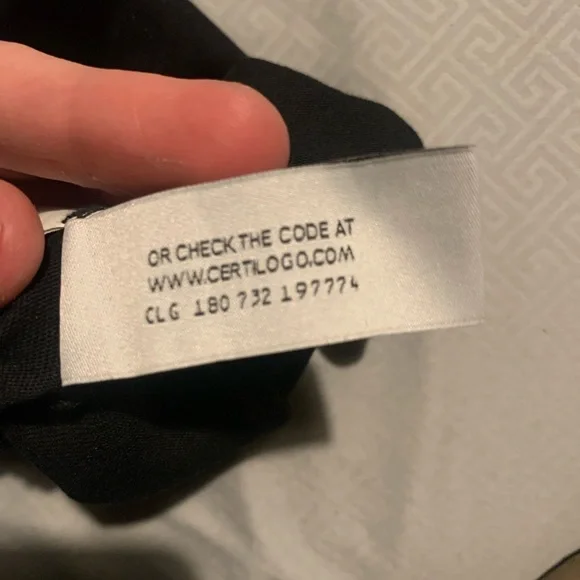 OR CHECK THE CODE AT
WWW.CERTILOGO.COM
CLG 180 732 197774